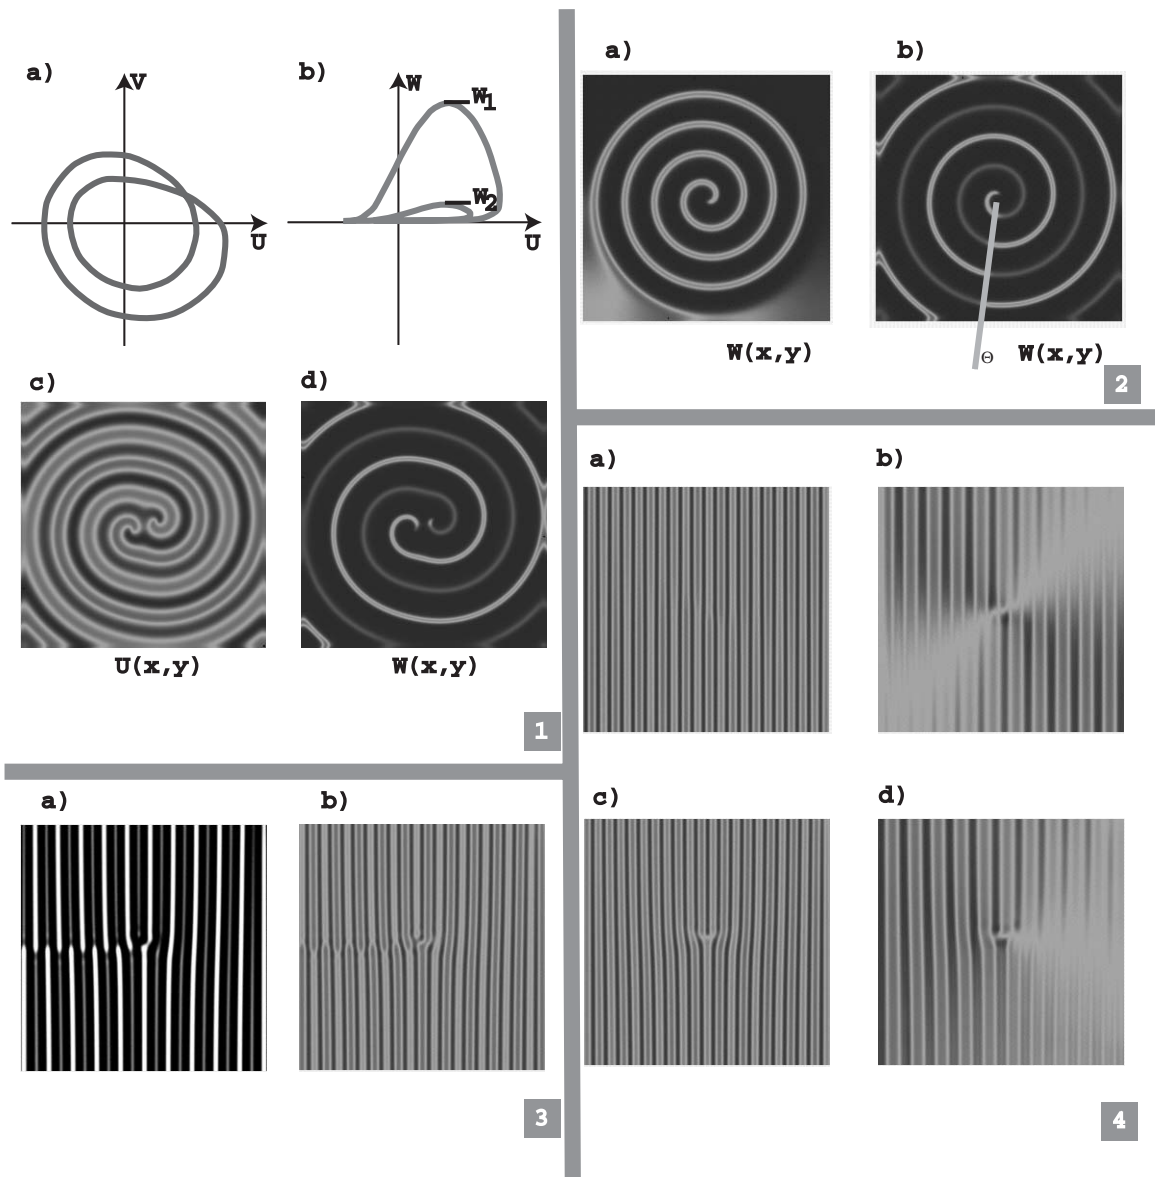 a)
V
U
b)
W
W1
W2
U
c)
U(x,y)
d)
W(x,y)
1
a)
W(x,y)
b)
Θ
W(x,y)
2
a)
b)
3
a)
b)
c)
d)
4